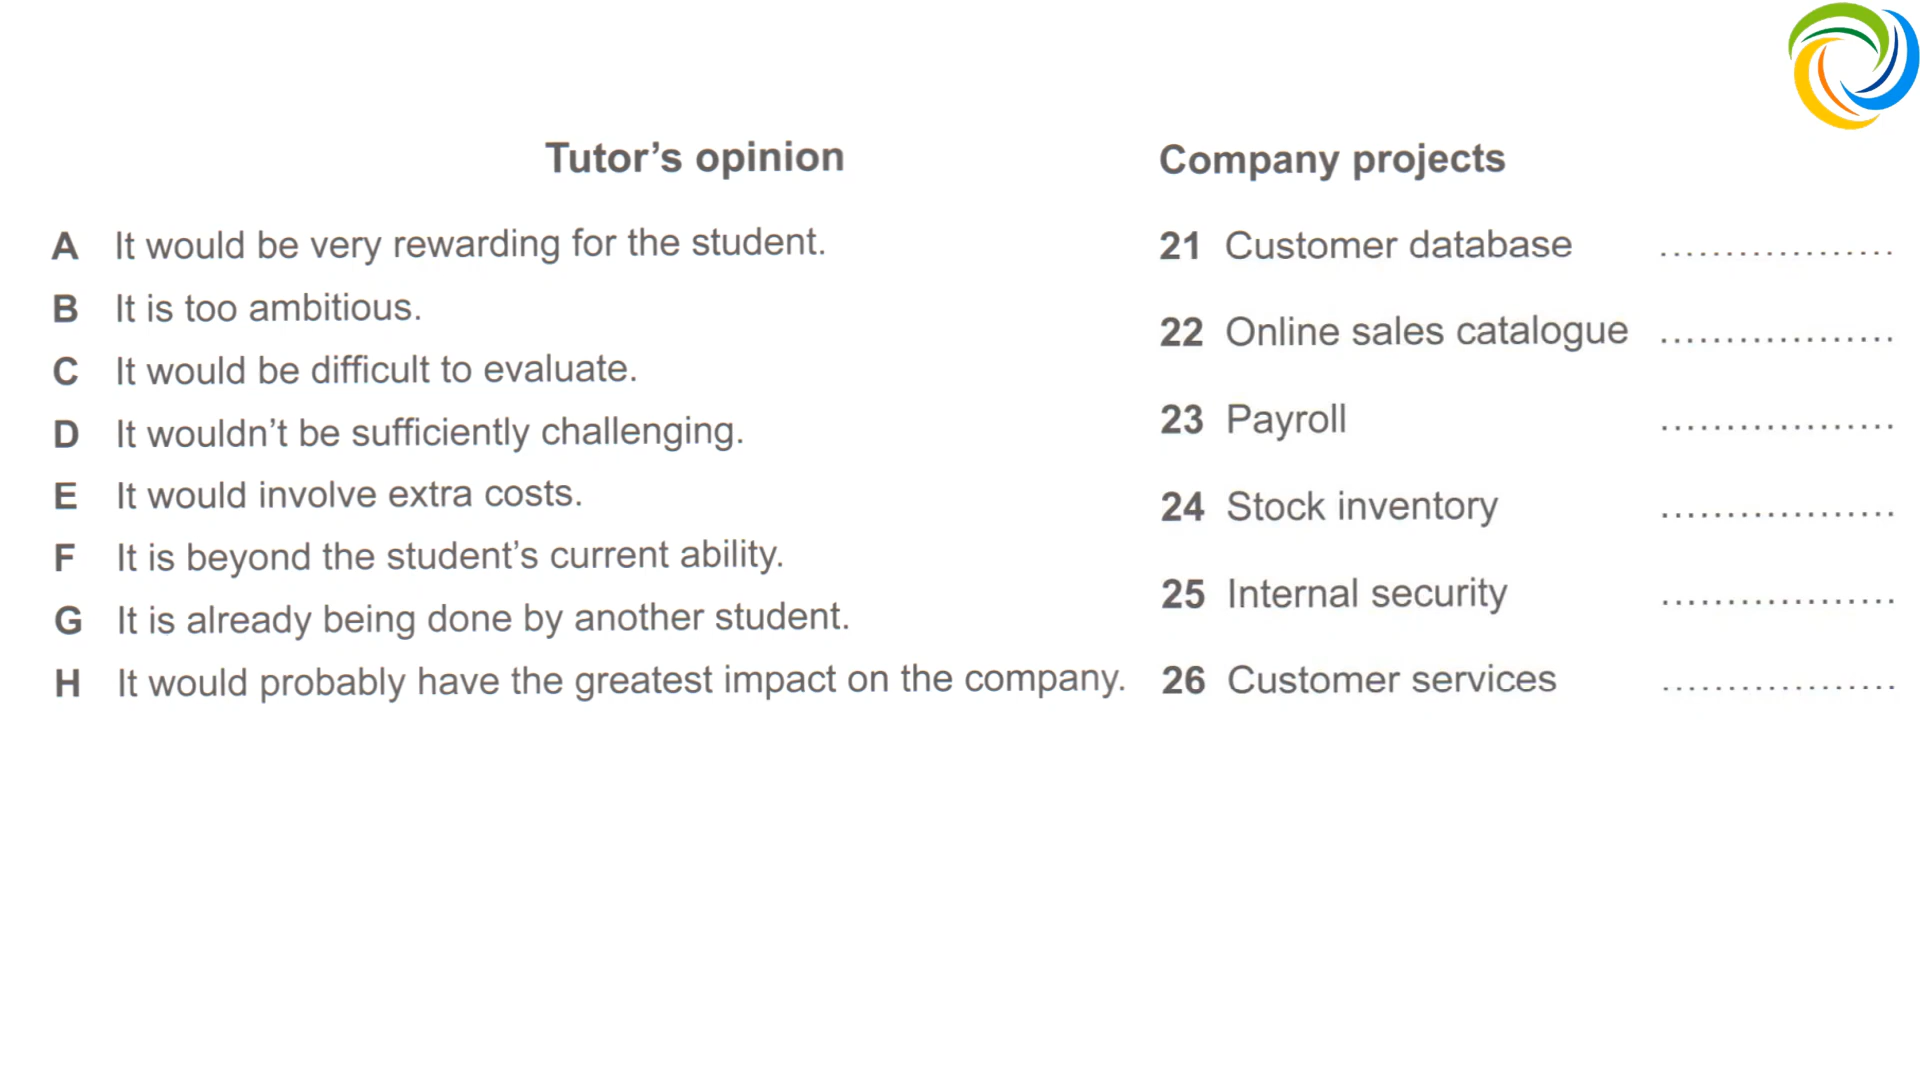 Tutor's opinion
A It would be very rewarding for the student.
B It is too ambitious.
C It would be difficult to evaluate.
D It wouldn't be sufficiently challenging.
E It would involve extra costs.
F It is beyond the student's current ability.
G It is already being done by another student.
H It would probably have the greatest impact on the company.
Company projects
21 Customer database ..................
22 Online sales catalogue ..................
23 Payroll ..................
24 Stock inventory ..................
25 Internal security ..................
26 Customer services ..................